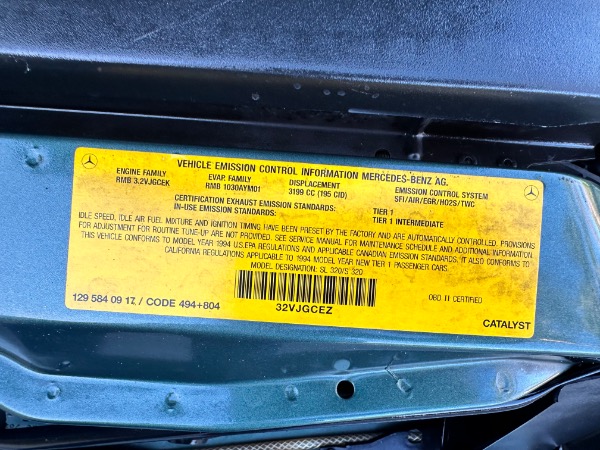 VEHICLE EMISSION CONTROL INFORMATION MERCEDES-BENZ AG.
ENGINE FAMILY EVAP. FAMILY DISPLACEMENT EMISSION CONTROL SYSTEM
RMB 3.2VJGCEK RMB 1030AYM01 3199 CC (195 CID) SFI/AIR/EGR/HO2S/TWC
CERTIFICATION EXHAUST EMISSION STANDARDS: TIER 1
IN-USE EXHAUST EMISSION STANDARDS: TIER 1 INTERMEDIATE
IDLE SPEED, IDLE AIR FUEL MIXTURE AND IGNITION TIMING HAVE BEEN PRESET BY THE FACTORY AND ARE AUTOMATICALLY CONTROLLED. PROVISIONS
FOR ADJUSTMENT FOR ROUTINE TUNE-UP ARE NOT PROVIDED. SEE SERVICE MANUAL FOR MAINTENANCE SCHEDULE AND ADDITIONAL INFORMATION.
THIS VEHICLE CONFORMS TO MODEL YEAR 1994 U.S.EPA REGULATIONS AND APPLICABLE CANADIAN EMISSION STANDARDS. IT ALSO CONFORMS TO
CALIFORNIA REGULATIONS APPLICABLE TO 1994 MODEL YEAR NEW TIER 1 PASSENGER CARS.
MODEL DESIGNATION: SL 320/S 320
129 584 09 17 / CODE 494+804
32VJGCEZ
OBD II CERTIFIED
CATALYST